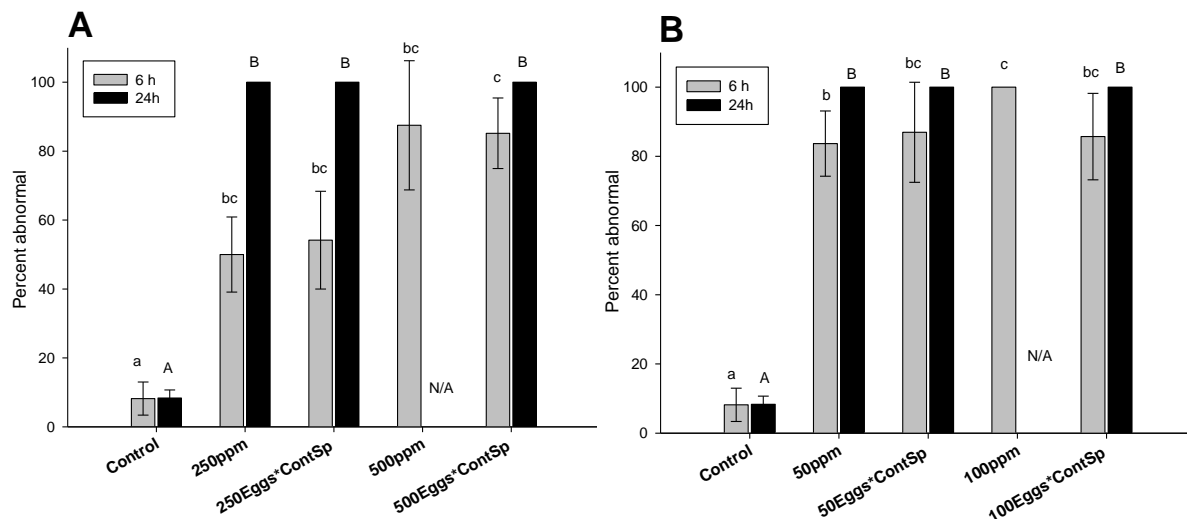 A
Percent abnormal
100
80
60
40
20
0
6 h
24h
a
A
bc
B
bc
B
bc
N/A
c
B
Control
250ppm
250Eggs*ContSp
500ppm
500Eggs*ContSp
B
Percent abnormal
100
80
60
40
20
0
6 h
24h
a
A
b
B
bc
B
c
N/A
bc
B
Control
50ppm
50Eggs*ContSp
100ppm
100Eggs*ContSp